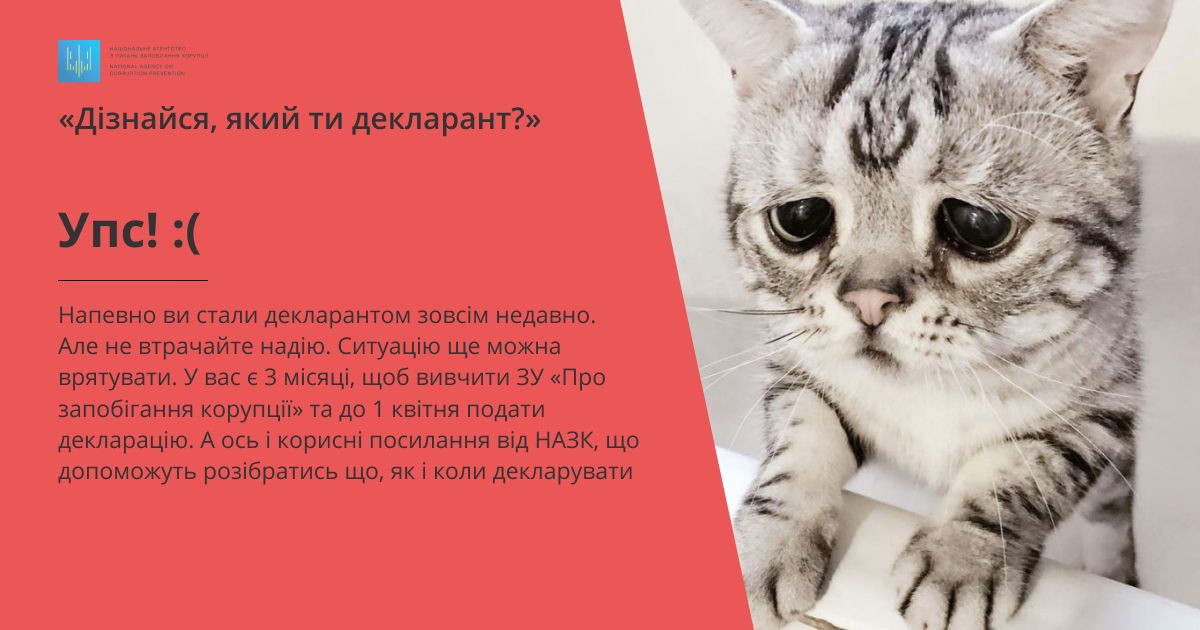 НАЦІОНАЛЬНЕ АГЕНТСТВО
З ПИТАНЬ ЗАПОБІГАННЯ КОРУПЦІЇ
NATIONAL AGENCY ON
CORRUPTION PREVENTION
«Дізнайся, який ти декларант?»
Упс! :(
Напевно ви стали декларантом зовсім недавно.
Але не втрачайте надію. Ситуацію ще можна
врятувати. У вас є 3 місяці, щоб вивчити ЗУ «Про
запобігання корупції» та до 1 квітня подати
декларацію. А ось і корисні посилання від НАЗК, що
допоможуть розібратись що, як і коли декларувати